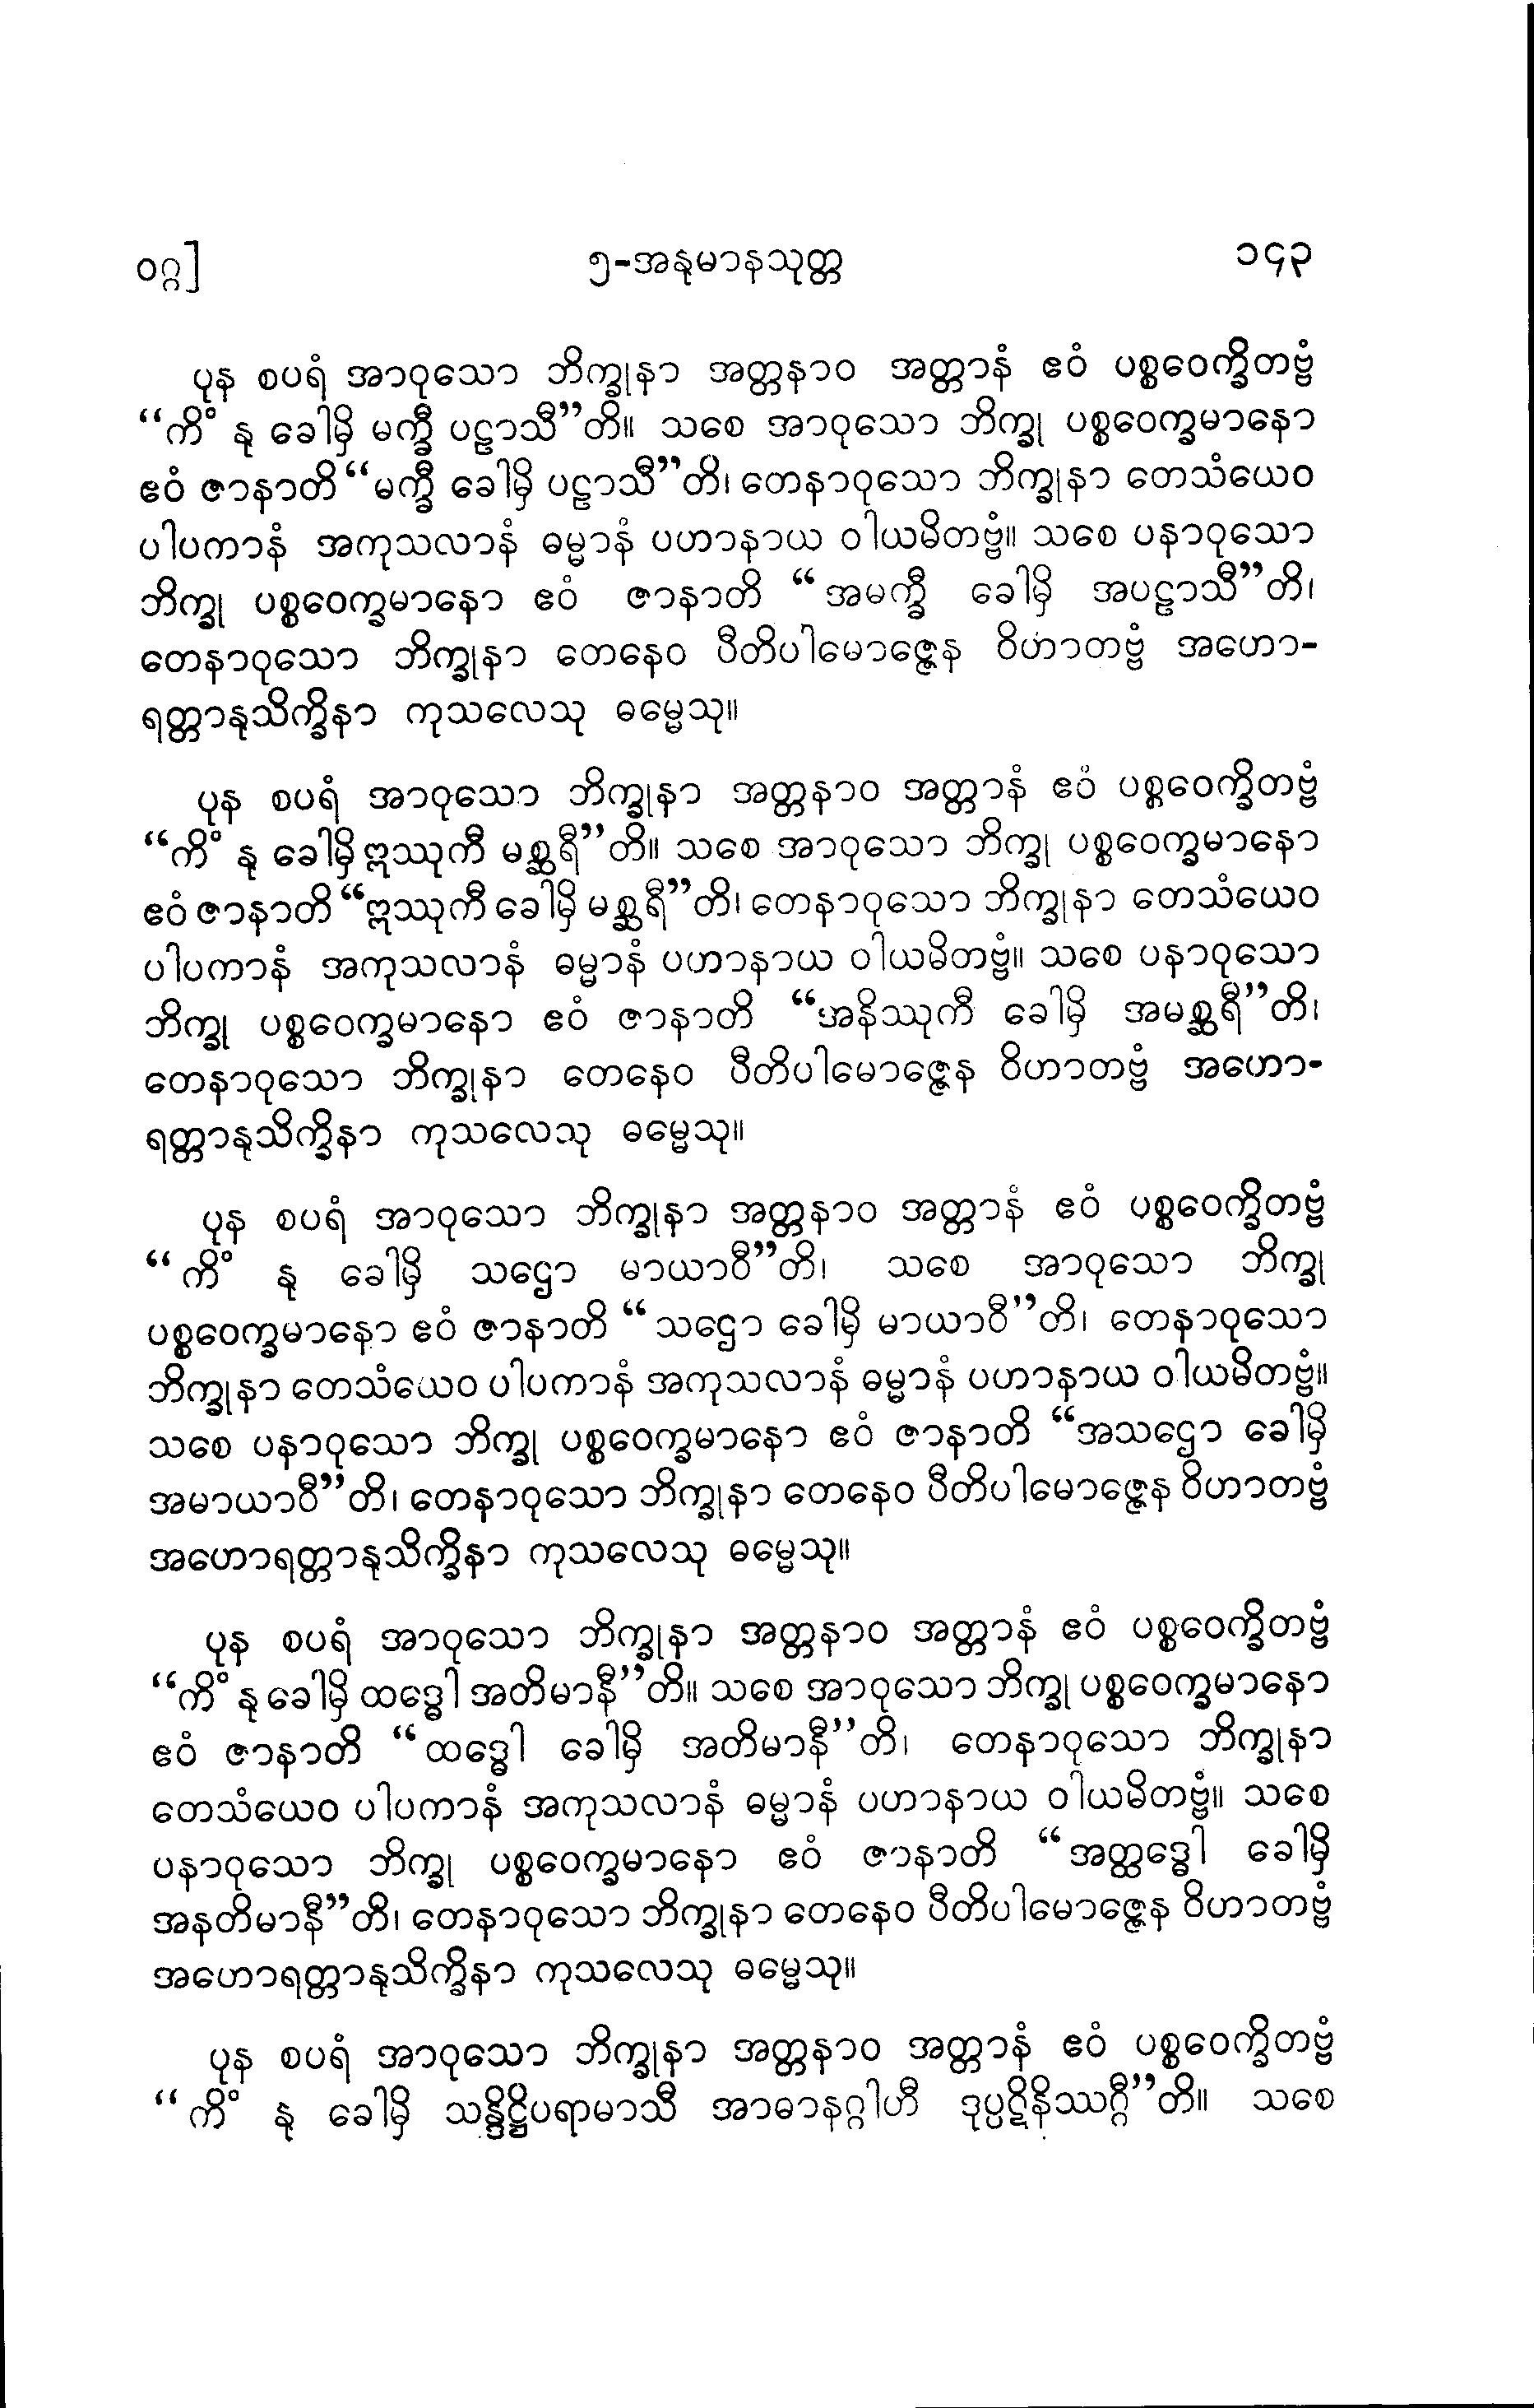 ဝဂ္ဂ] ၅-အနုမာနသုတ္တ ၁၄၃
ပုန စပရံ အာဝုသော ဘိက္ခုနာ အတ္တနာဝ အတ္တာနံ ဧဝံ ပစ္စဝေက္ခိတဗ္ဗံ
“ကိံ နု ခေါမှိ မက္ခီ ပဠာသီ”တိ။ သစေ အာဝုသော ဘိက္ခု ပစ္စဝေက္ခမာနော
ဧဝံ ဇာနာတိ “မက္ခီ ခေါမှိ ပဠာသီ”တိ၊ တေနာဝုသော ဘိက္ခုနာ တေသံယေဝ
ပါပကာနံ အကုသလာနံ ဓမ္မာနံ ပဟာနာယ ဝါယမိတဗ္ဗံ။ သစေ ပနာဝုသော
ဘိက္ခု ပစ္စဝေက္ခမာနော ဧဝံ ဇာနာတိ “အမက္ခီ ခေါမှိ အပဠာသီ”တိ၊
တေနာဝုသော ဘိက္ခုနာ တေနေဝ ပီတိပါမောဇ္ဇေန ဝိဟာတဗ္ဗံ အဟော-
ရတ္တာနုသိက္ခိနာ ကုသလေသု ဓမ္မေသု။
ပုန စပရံ အာဝုသော ဘိက္ခုနာ အတ္တနာဝ အတ္တာနံ ဧဝံ ပစ္စဝေက္ခိတဗ္ဗံ
“ကိံ နု ခေါမှိ ဣဿုကီ မစ္ဆရီ”တိ။ သစေ အာဝုသော ဘိက္ခု ပစ္စဝေက္ခမာနော
ဧဝံ ဇာနာတိ “ဣဿုကီ ခေါမှိ မစ္ဆရီ”တိ၊ တေနာဝုသော ဘိက္ခုနာ တေသံယေဝ
ပါပကာနံ အကုသလာနံ ဓမ္မာနံ ပဟာနာယ ဝါယမိတဗ္ဗံ။ သစေ ပနာဝုသော
ဘိက္ခု ပစ္စဝေက္ခမာနော ဧဝံ ဇာနာတိ “အနိဿုကီ ခေါမှိ အမစ္ဆရီ”တိ၊
တေနာဝုသော ဘိက္ခုနာ တေနေဝ ပီတိပါမောဇ္ဇေန ဝိဟာတဗ္ဗံ အဟော-
ရတ္တာနုသိက္ခိနာ ကုသလေသု ဓမ္မေသု။
ပုန စပရံ အာဝုသော ဘိက္ခုနာ အတ္တနာဝ အတ္တာနံ ဧဝံ ပစ္စဝေက္ခိတဗ္ဗံ
“ကိံ နု ခေါမှိ သဌော မာယာဝီ”တိ၊ သစေ အာဝုသော ဘိက္ခု
ပစ္စဝေက္ခမာနော ဧဝံ ဇာနာတိ “သဌော ခေါမှိ မာယာဝီ”တိ၊ တေနာဝုသော
ဘိက္ခုနာ တေသံယေဝ ပါပကာနံ အကုသလာနံ ဓမ္မာနံ ပဟာနာယ ဝါယမိတဗ္ဗံ။
သစေ ပနာဝုသော ဘိက္ခု ပစ္စဝေက္ခမာနော ဧဝံ ဇာနာတိ “အသဌော ခေါမှိ
အမာယာဝီ”တိ၊ တေနာဝုသော ဘိက္ခုနာ တေနေဝ ပီတိပါမောဇ္ဇေန ဝိဟာတဗ္ဗံ
အဟောရတ္တာနုသိက္ခိနာ ကုသလေသု ဓမ္မေသု။
ပုန စပရံ အာဝုသော ဘိက္ခုနာ အတ္တနာဝ အတ္တာနံ ဧဝံ ပစ္စဝေက္ခိတဗ္ဗံ
“ကိံ နု ခေါမှိ ထဒ္ဓေါ အတိမာနီ”တိ။ သစေ အာဝုသော ဘိက္ခု ပစ္စဝေက္ခမာနော
ဧဝံ ဇာနာတိ “ထဒ္ဓေါ ခေါမှိ အတိမာနီ”တိ၊ တေနာဝုသော ဘိက္ခုနာ
တေသံယေဝ ပါပကာနံ အကုသလာနံ ဓမ္မာနံ ပဟာနာယ ဝါယမိတဗ္ဗံ။ သစေ
ပနာဝုသော ဘိက္ခု ပစ္စဝေက္ခမာနော ဧဝံ ဇာနာတိ “အတ္ထဒ္ဓေါ ခေါမှိ
အနတိမာနီ”တိ၊ တေနာဝုသော ဘိက္ခုနာ တေနေဝ ပီတိပါမောဇ္ဇေန ဝိဟာတဗ္ဗံ
အဟောရတ္တာနုသိက္ခိနာ ကုသလေသု ဓမ္မေသု။
ပုန စပရံ အာဝုသော ဘိက္ခုနာ အတ္တနာဝ အတ္တာနံ ဧဝံ ပစ္စဝေက္ခိတဗ္ဗံ
“ကိံ နု ခေါမှိ သန္ဒိဋ္ဌိပရာမာသီ အာဓာနဂ္ဂါဟီ ဒုပ္ပဋိနိဿဂ္ဂီ”တိ။ သစေ